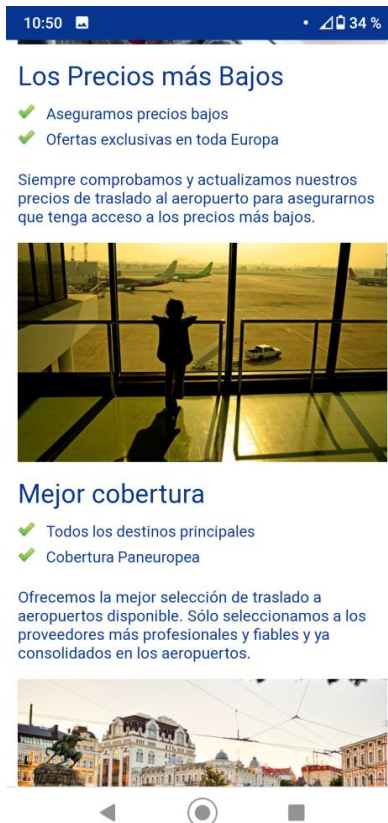 10:50
34 %
Los Precios más Bajos
Aseguramos precios bajos
Ofertas exclusivas en toda Europa
Siempre comprobamos y actualizamos nuestros
precios de traslado al aeropuerto para asegurarnos
que tenga acceso a los precios más bajos.
Mejor cobertura
Todos los destinos principales
Cobertura Paneuropea
Ofrecemos la mejor selección de traslado a
aeropuertos disponible. Sólo seleccionamos a los
proveedores más profesionales y fiables y ya
consolidados en los aeropuertos.